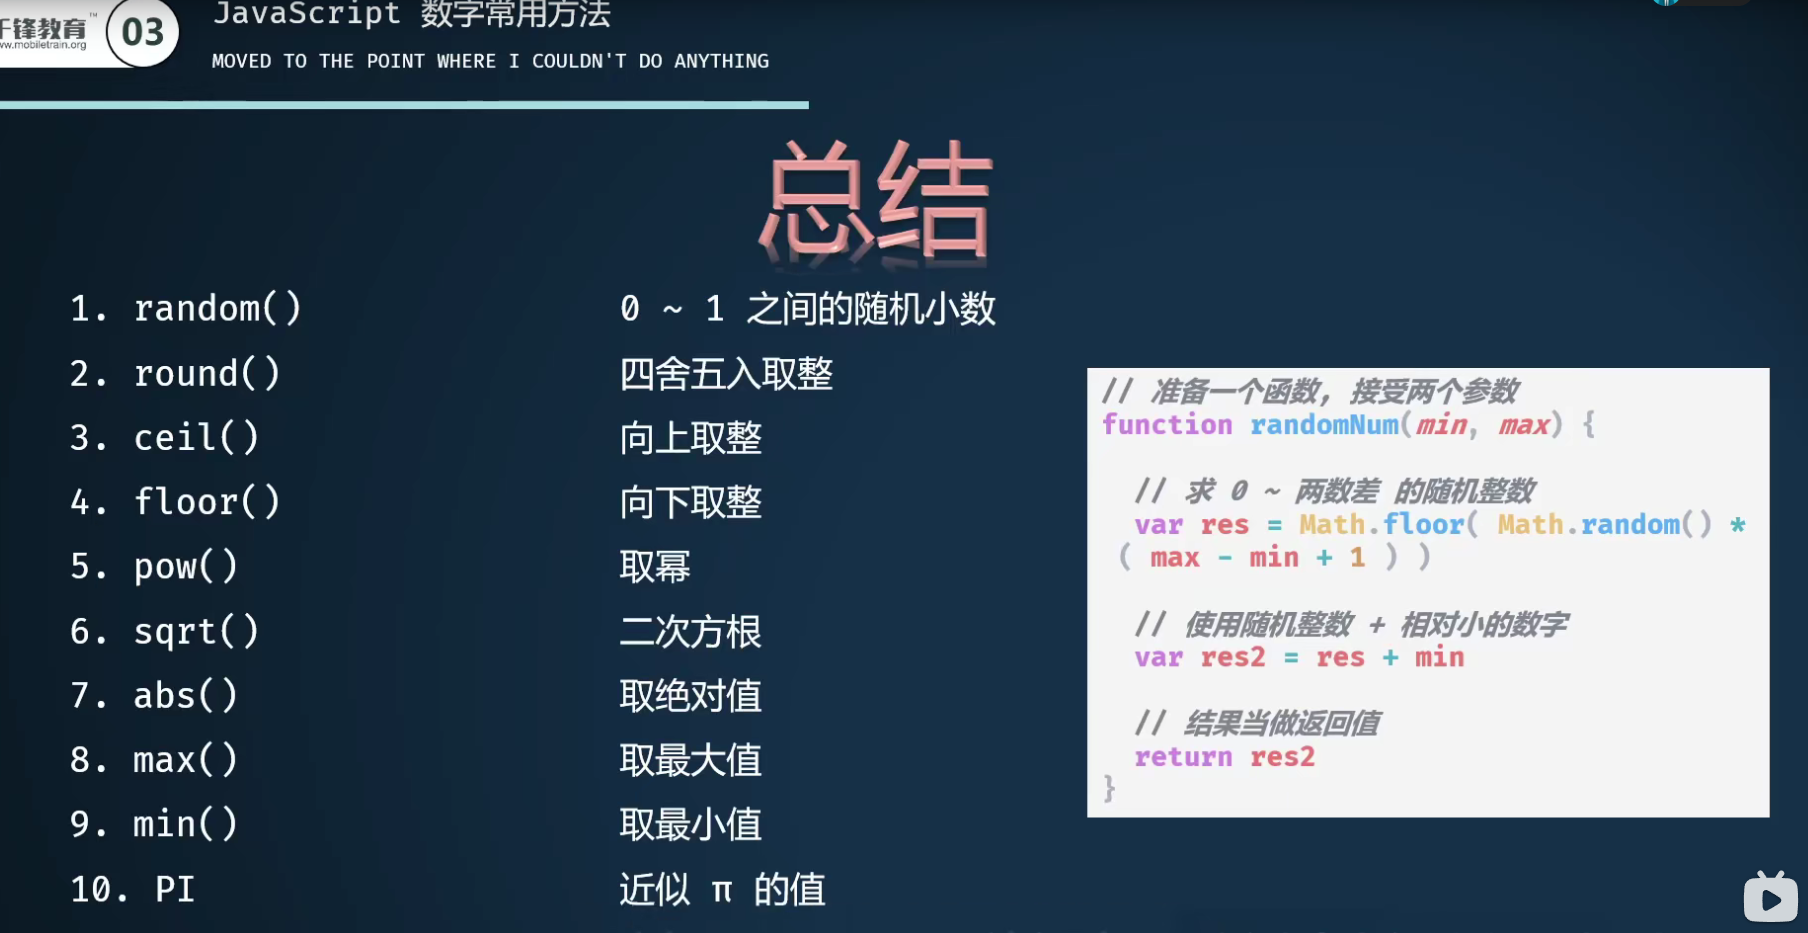 千锋教育™
www.mobiletrain.org
03
JavaScript 数字常用方法
MOVED TO THE POINT WHERE I COULDN'T DO ANYTHING
总结
1. random() 0 ~ 1 之间的随机小数
2. round() 四舍五入取整
3. ceil() 向上取整
4. floor() 向下取整
5. pow() 取幂
6. sqrt() 二次方根
7. abs() 取绝对值
8. max() 取最大值
9. min() 取最小值
10. PI 近似 π 的值
// 准备一个函数，接受两个参数
function randomNum(min, max) {
// 求 0 ~ 两数差 的随机整数
var res = Math.floor( Math.random() *
( max - min + 1 ) )
// 使用随机整数 + 相对小的数字
var res2 = res + min
// 结果当做返回值
return res2
}